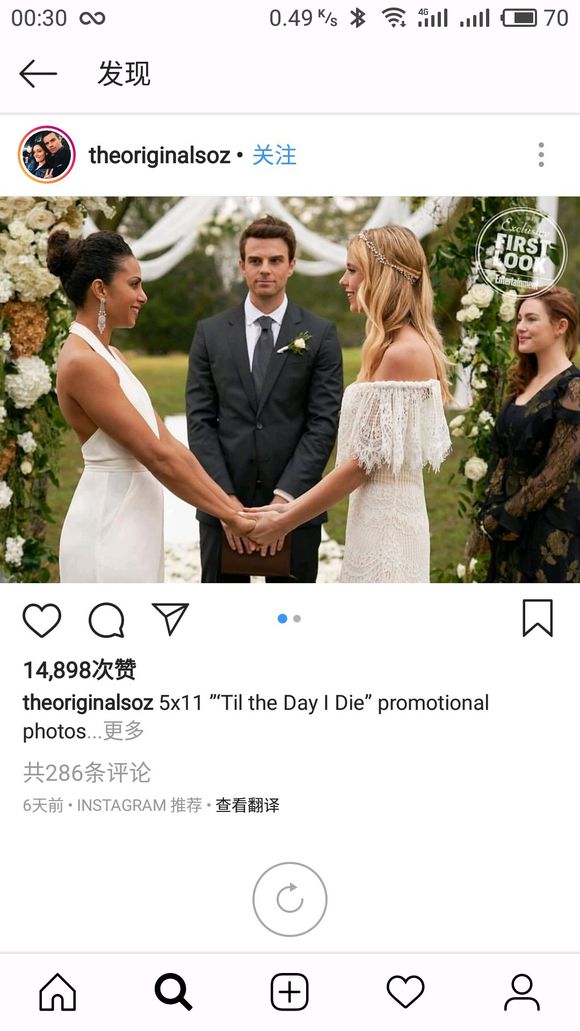 00:30 0.49 K/s 4G 70
发现
theoriginalsoz • 关注
Exclusive
FIRST
LOOK
Entertainment
14,898次赞
theoriginalsoz 5x11 ”‘Til the Day I Die” promotional
photos...更多
共286条评论
6天前 • INSTAGRAM 推荐 • 查看翻译